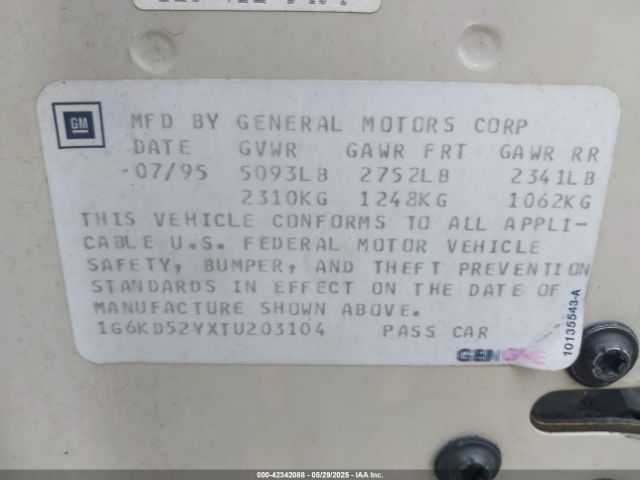 GM
MFD BY GENERAL MOTORS CORP
DATE GVWR GAWR FRT GAWR RR
07/95 5093LB 2752LB 2341LB
2310KG 1248KG 1062KG
THIS VEHICLE CONFORMS TO ALL APPLI-
CABLE U.S. FEDERAL MOTOR VEHICLE
SAFETY, BUMPER, AND THEFT PREVENTION
STANDARDS IN EFFECT ON THE DATE OF
MANUFACTURE SHOWN ABOVE.
1G6KD52YXTU203104 PASS CAR
10135543-A
000-42342088 - 05/29/2025 - IAAI.com